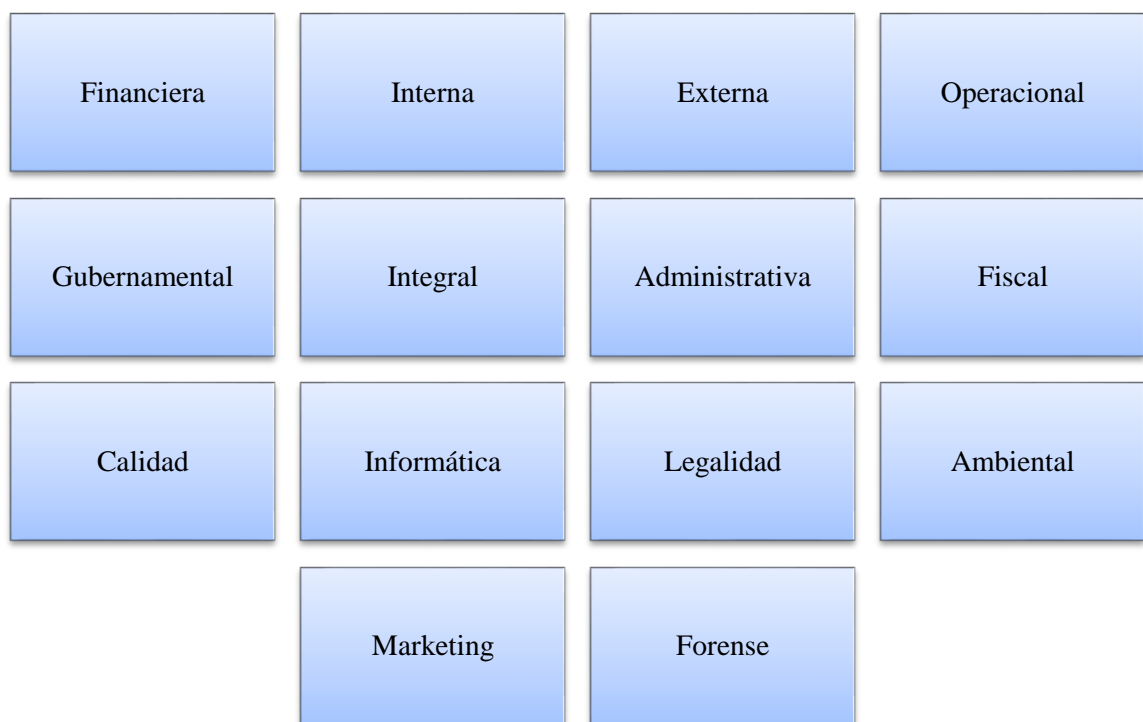 Financiera
Interna
Externa
Operacional
Gubernamental
Integral
Administrativa
Fiscal
Calidad
Informática
Legalidad
Ambiental
Marketing
Forense